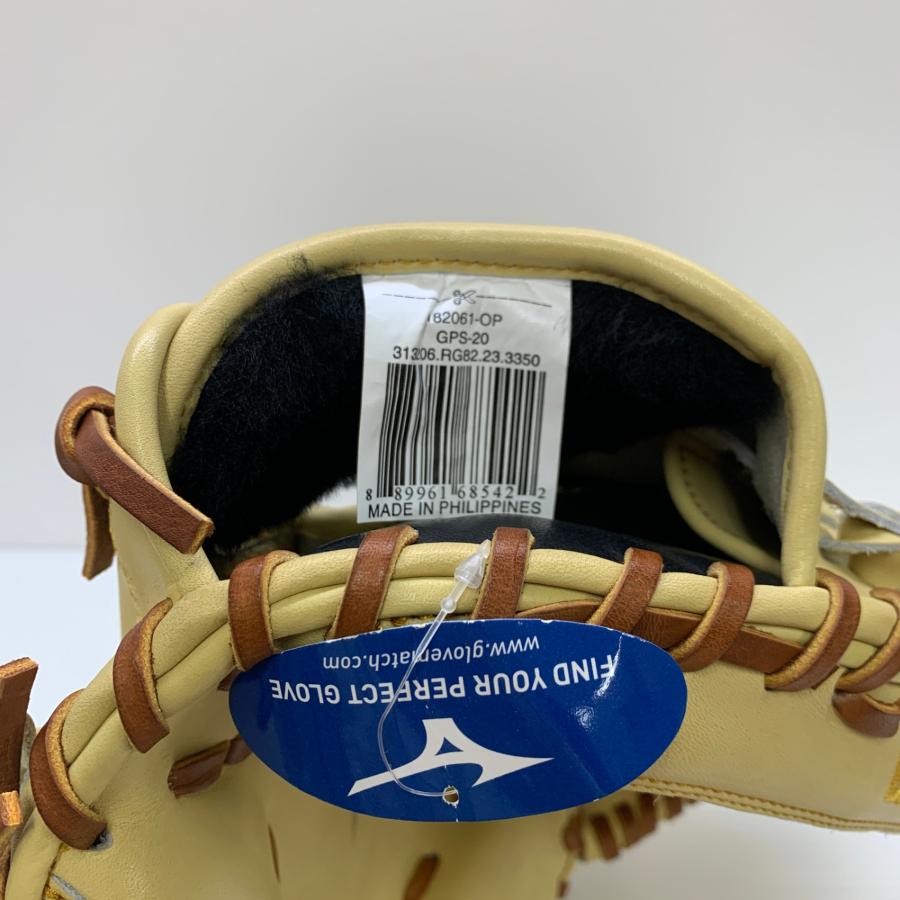 182061-OP
GPS-20
31206.RG82.23.3350
8 89961 68542 2
MADE IN PHILIPPINES
www.glovematch.com
FIND YOUR PERFECT GLOVE